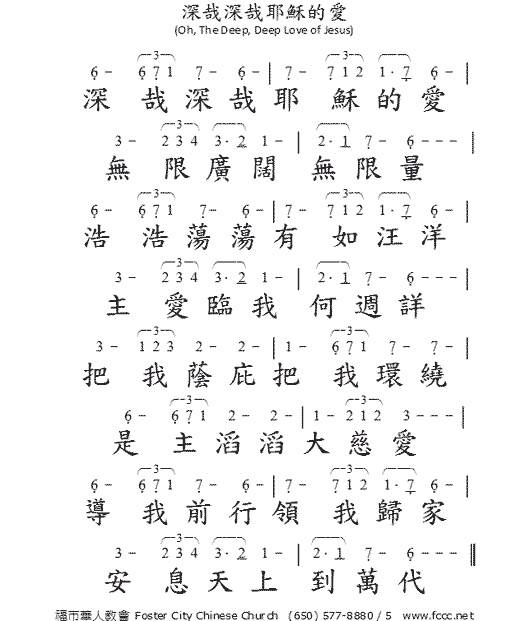 深哉深哉耶穌的愛
(Oh, The Deep, Deep Love of Jesus)
6 - 6 7 1 7 - 6 - | 7 - 7 1 2 1 · 7 6 - |
深 哉 深 哉 耶 穌 的 愛
3 - 2 3 4 3 · 2 1 - | 2 · 1 7 - 6 - - - |
無 限 廣 闊 無 限 量
6 - 6 7 1 7 - 6 - | 7 - 7 1 2 1 · 7 6 - |
浩 浩 蕩 蕩 有 如 汪 洋
3 - 2 3 4 3 · 2 1 - | 2 · 1 7 - 6 - - - |
主 愛 臨 我 何 週 詳
3 - 1 2 3 2 - 2 - | 1 - 6 7 1 7 - 7 - |
把 我 蔭 庇 把 我 環 繞
6 - 6 7 1 2 - 2 - | 1 - 2 1 2 3 - - - |
是 主 滔 滔 大 慈 愛
6 - 6 7 1 7 - 6 - | 7 - 7 1 2 1 · 7 6 - |
導 我 前 行 領 我 歸 家
3 - 2 3 4 3 · 2 1 - | 2 · 1 7 - 6 - - - ‖
安 息 天 上 到 萬 代
福市華人教會 Foster City Chinese Church (650) 577-8880 / 5 www.fccc.net